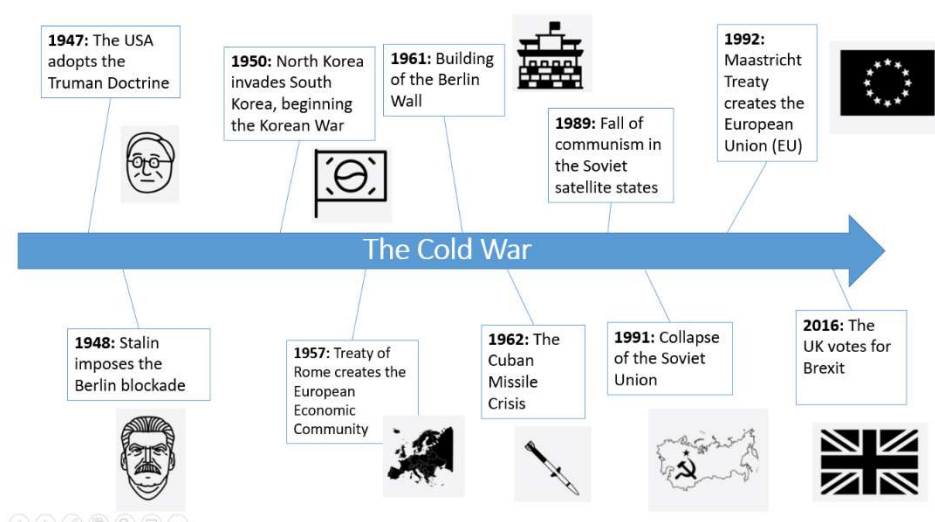 1947: The USA
adopts the
Truman Doctrine
1950: North Korea
invades South
Korea, beginning
the Korean War
1961: Building
of the Berlin
Wall
1989: Fall of
communism in
the Soviet
satellite states
1992:
Maastricht
Treaty
creates the
European
Union (EU)
The Cold War
1948: Stalin
imposes the
Berlin blockade
1957: Treaty of
Rome creates the
European
Economic
Community
1962: The
Cuban
Missile
Crisis
1991: Collapse
of the Soviet
Union
2016: The
UK votes for
Brexit